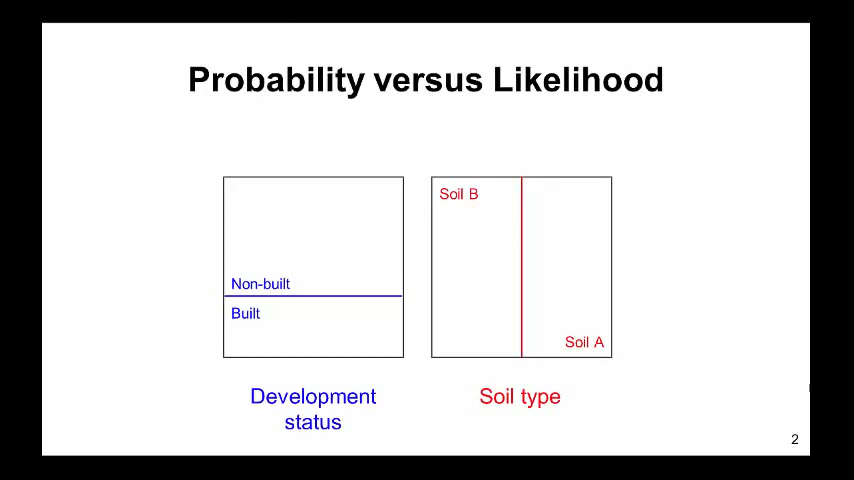 Probability versus Likelihood
Soil B
Non-built
Built
Soil A
Development
status
Soil type
2